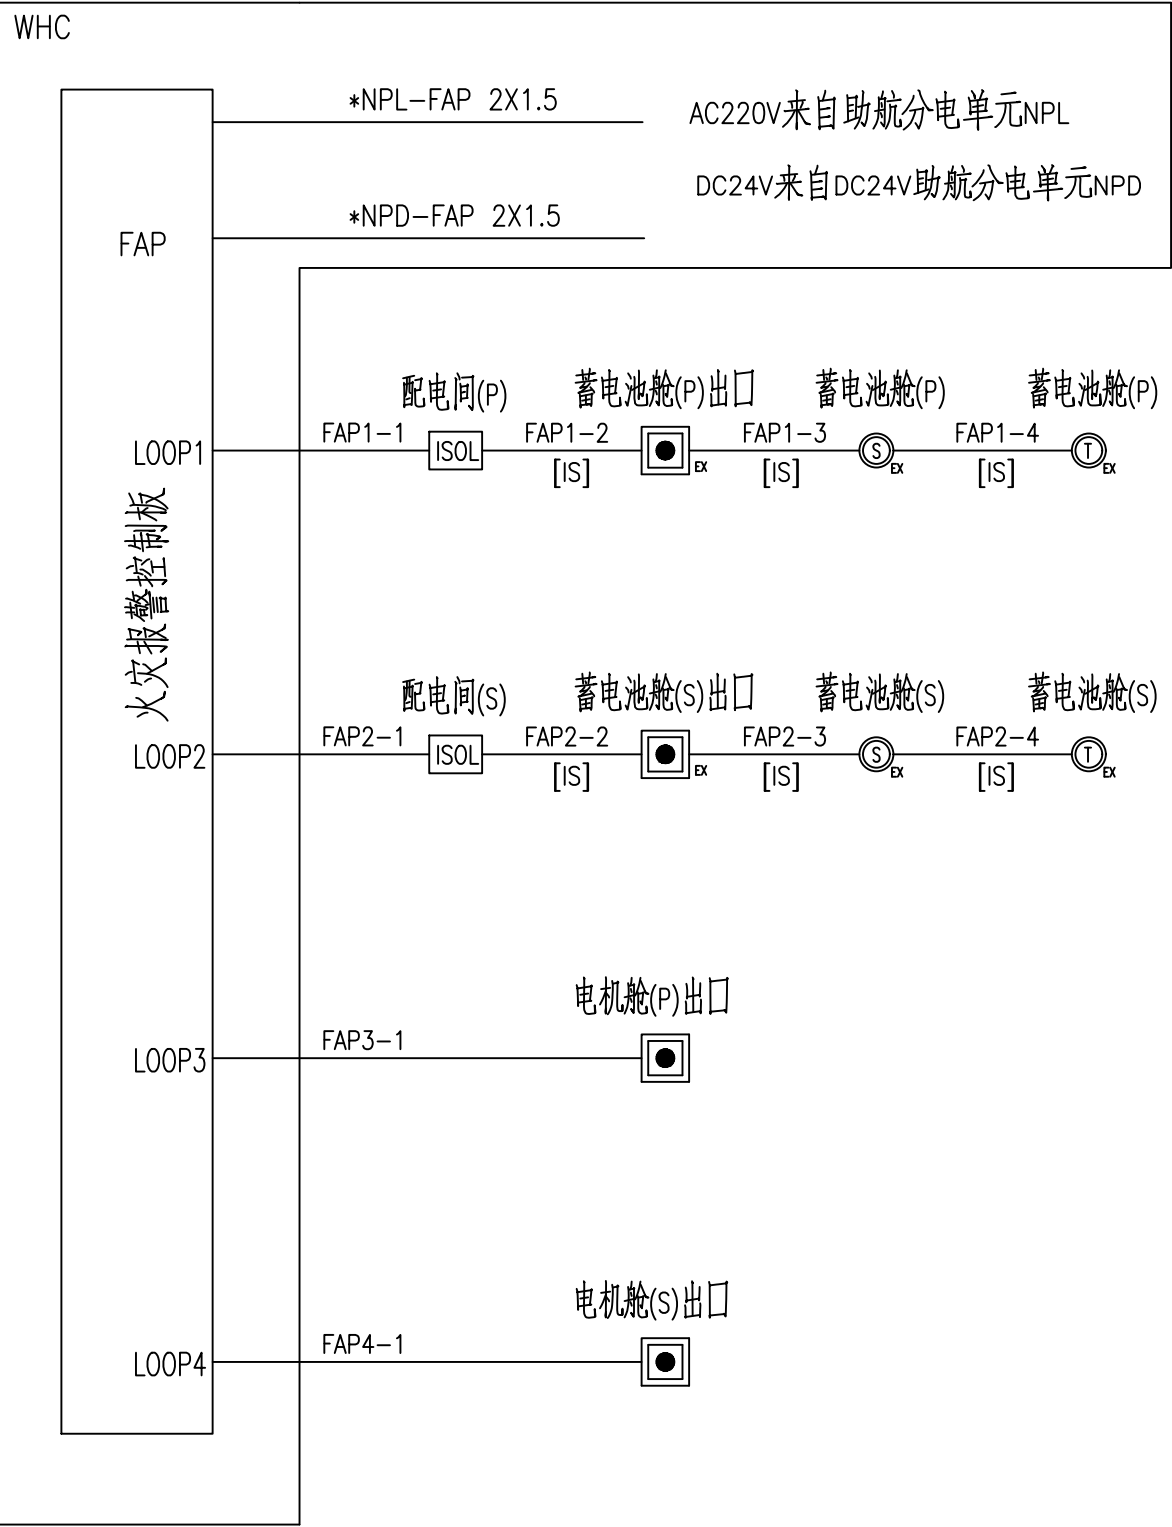 WHC
*NPL-FAP 2X1.5
AC220V来自助航分电单元NPL
DC24V来自DC24V助航分电单元NPD
*NPD-FAP 2X1.5
FAP
火灾报警控制板
配电间(P)
蓄电池舱(P)出口
蓄电池舱(P)
蓄电池舱(P)
LOOP1
FAP1-1
ISOL
FAP1-2
[IS]
EX
FAP1-3
[IS]
S
EX
FAP1-4
[IS]
T
EX
配电间(S)
蓄电池舱(S)出口
蓄电池舱(S)
蓄电池舱(S)
LOOP2
FAP2-1
ISOL
FAP2-2
[IS]
EX
FAP2-3
[IS]
S
EX
FAP2-4
[IS]
T
EX
电机舱(P)出口
LOOP3
FAP3-1
电机舱(S)出口
LOOP4
FAP4-1